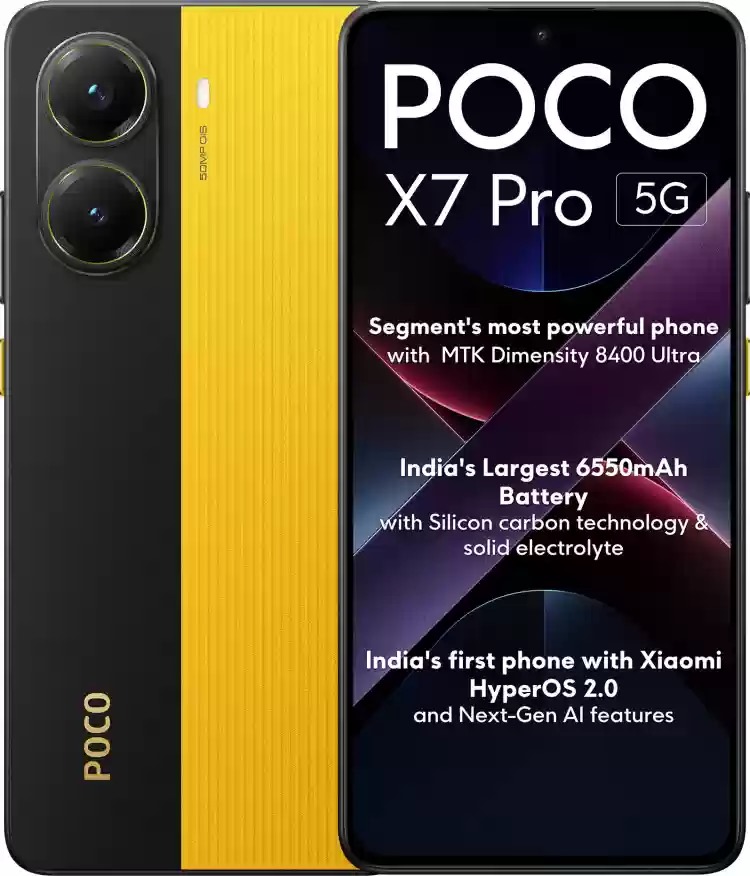 50MP OIS
POCO
POCO
X7 Pro 5G
Segment's most powerful phone
with MTK Dimensity 8400 Ultra
India's Largest 6550mAh
Battery
with Silicon carbon technology &
solid electrolyte
India's first phone with Xiaomi
HyperOS 2.0
and Next-Gen AI features